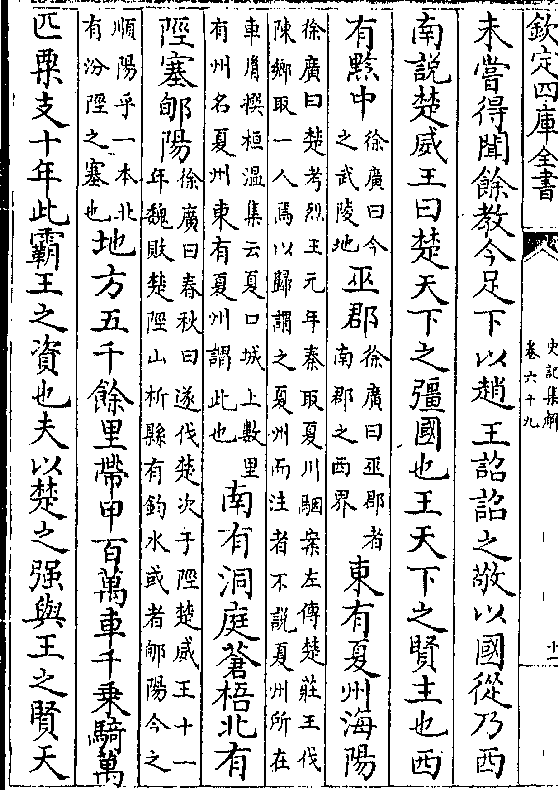 欽定四庫全書
史記集解
卷六十九
十一
未嘗得聞餘教今足下以趙王詔詔之敬以國從乃西
南說楚威王曰楚天下之彊國也王天下之賢主也西
有黔中
徐廣曰今
之武陵地
巫郡
徐廣曰巫郡者
南郡之西界
東有夏州海陽
徐廣曰楚考烈王元年秦取夏川駰案左傳楚莊王伐
陳鄉取一人焉以歸謂之夏州而注者不説夏州所在
車胤撰桓溫集云夏口城上數里
有州名夏州東有夏州謂此也
南有洞庭蒼梧北有
陘塞郇陽
徐廣曰春秋曰遂伐楚次于陘楚威王十一
年魏敗楚陘山析縣有鈞水或者郇陽今之
順陽乎一本北
有汾陘之塞也
地方五千餘里帶甲百萬車千乘騎萬
匹粟支十年此霸王之資也夫以楚之强與王之賢天